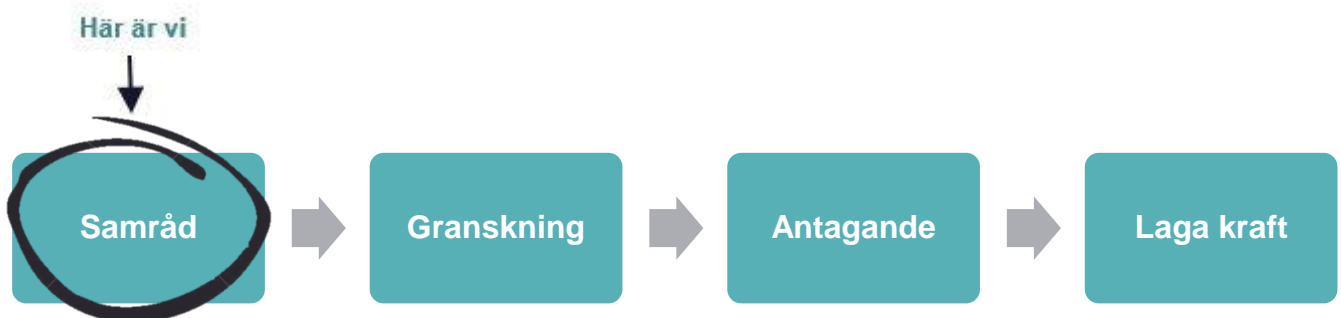 Här är vi
Samråd
Granskning
Antagande
Laga kraft